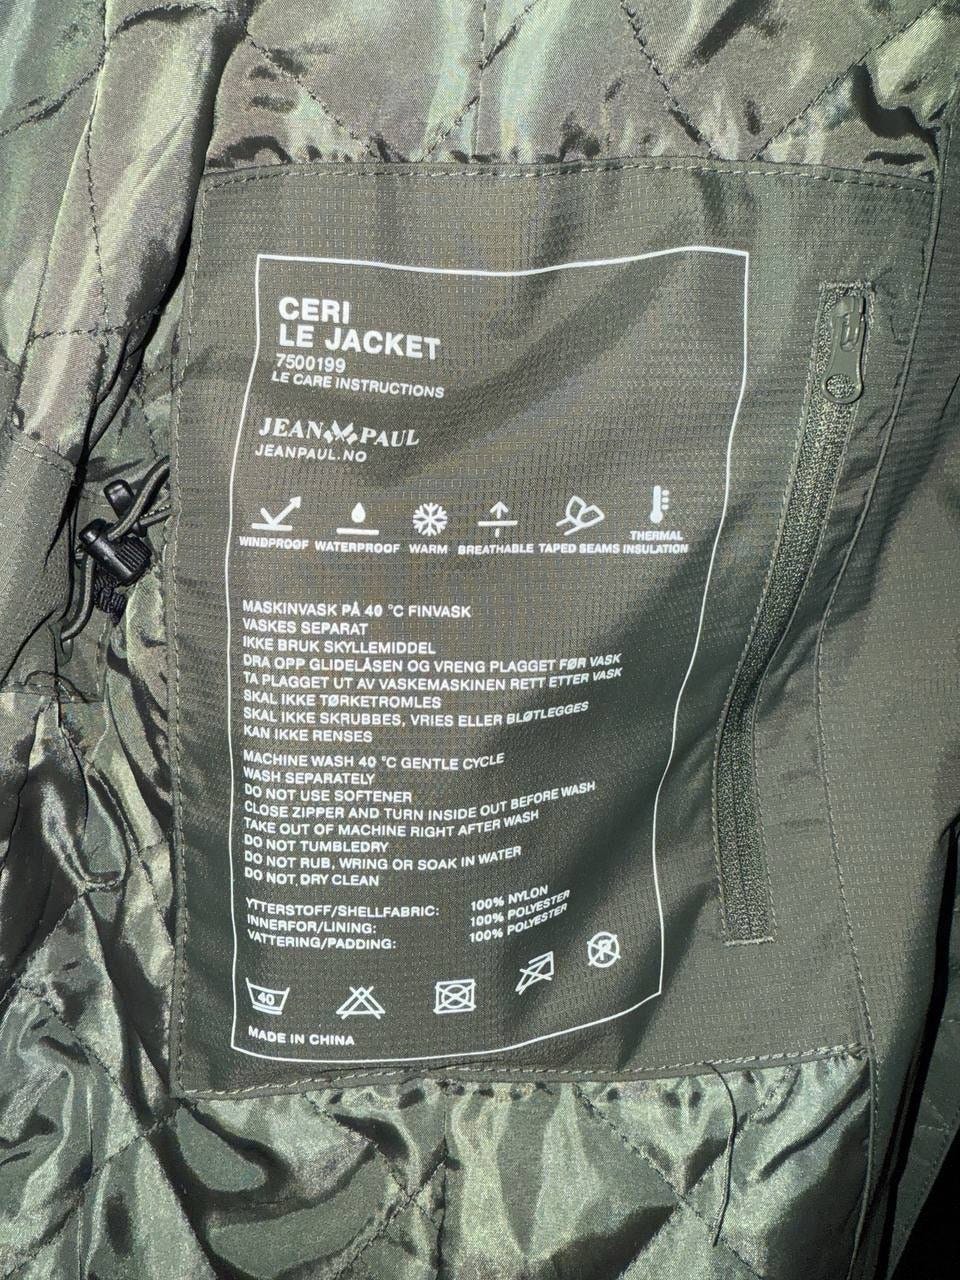 CERI
LE JACKET
7500199
LE CARE INSTRUCTIONS
JEAN PAUL
JEANPAUL.NO
WINDPROOF WATERPROOF WARM BREATHABLE TAPED SEAMS THERMAL INSULATION
MASKINVASK PÅ 40 °C FINVASK
VASKES SEPARAT
IKKE BRUK SKYLLEMIDDEL
DRA OPP GLIDELÅSEN OG VRENG PLAGGET FØR VASK
TA PLAGGET UT AV VASKEMASKINEN RETT ETTER VASK
SKAL IKKE TØRKETROMLES
SKAL IKKE SKRUBBES, VRIES ELLER BLØTLEGGES
KAN IKKE RENSES
MACHINE WASH 40 °C GENTLE CYCLE
WASH SEPARATELY
DO NOT USE SOFTENER
CLOSE ZIPPER AND TURN INSIDE OUT BEFORE WASH
TAKE OUT OF MACHINE RIGHT AFTER WASH
DO NOT TUMBLEDRY
DO NOT RUB, WRING OR SOAK IN WATER
DO NOT DRY CLEAN
YTTERSTOFF/SHELLFABRIC: 100% NYLON
INNERFOR/LINING: 100% POLYESTER
VATTERING/PADDING: 100% POLYESTER
40 P
MADE IN CHINA